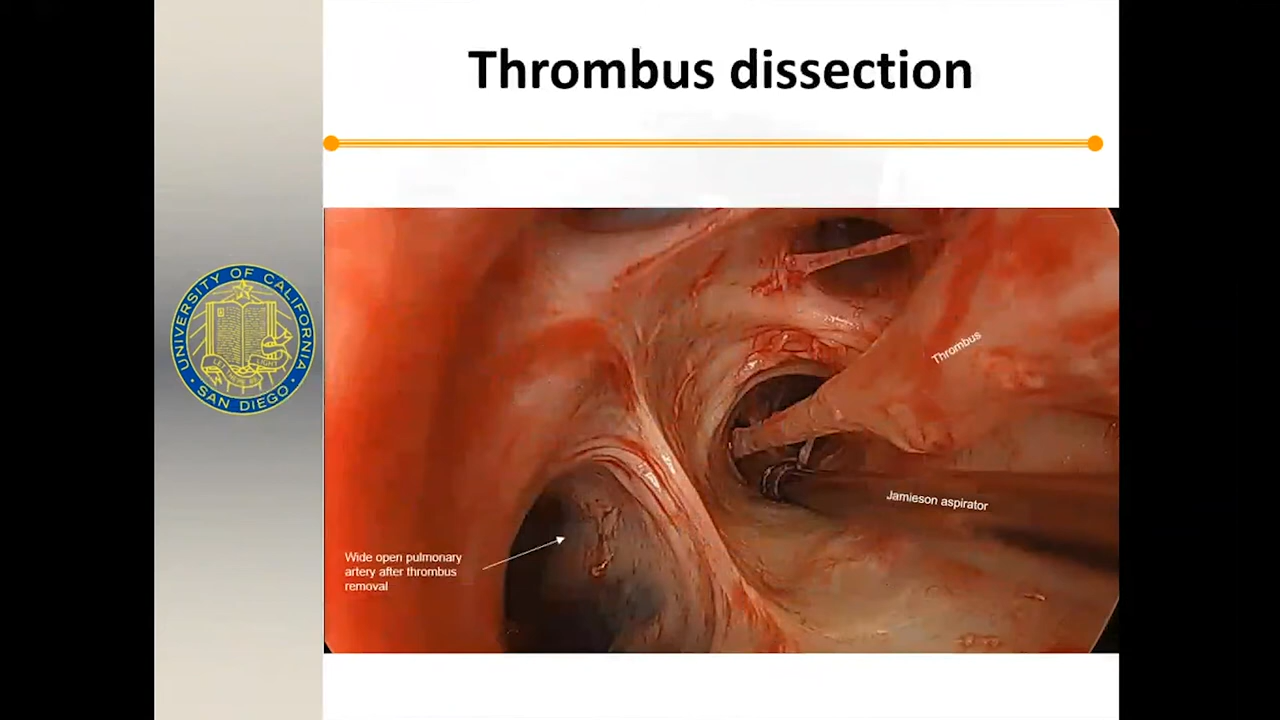 Thrombus dissection
UNIVERSITY OF CALIFORNIA
SAN DIEGO
Thrombus
Jamieson aspirator
Wide open pulmonary
artery after thrombus
removal